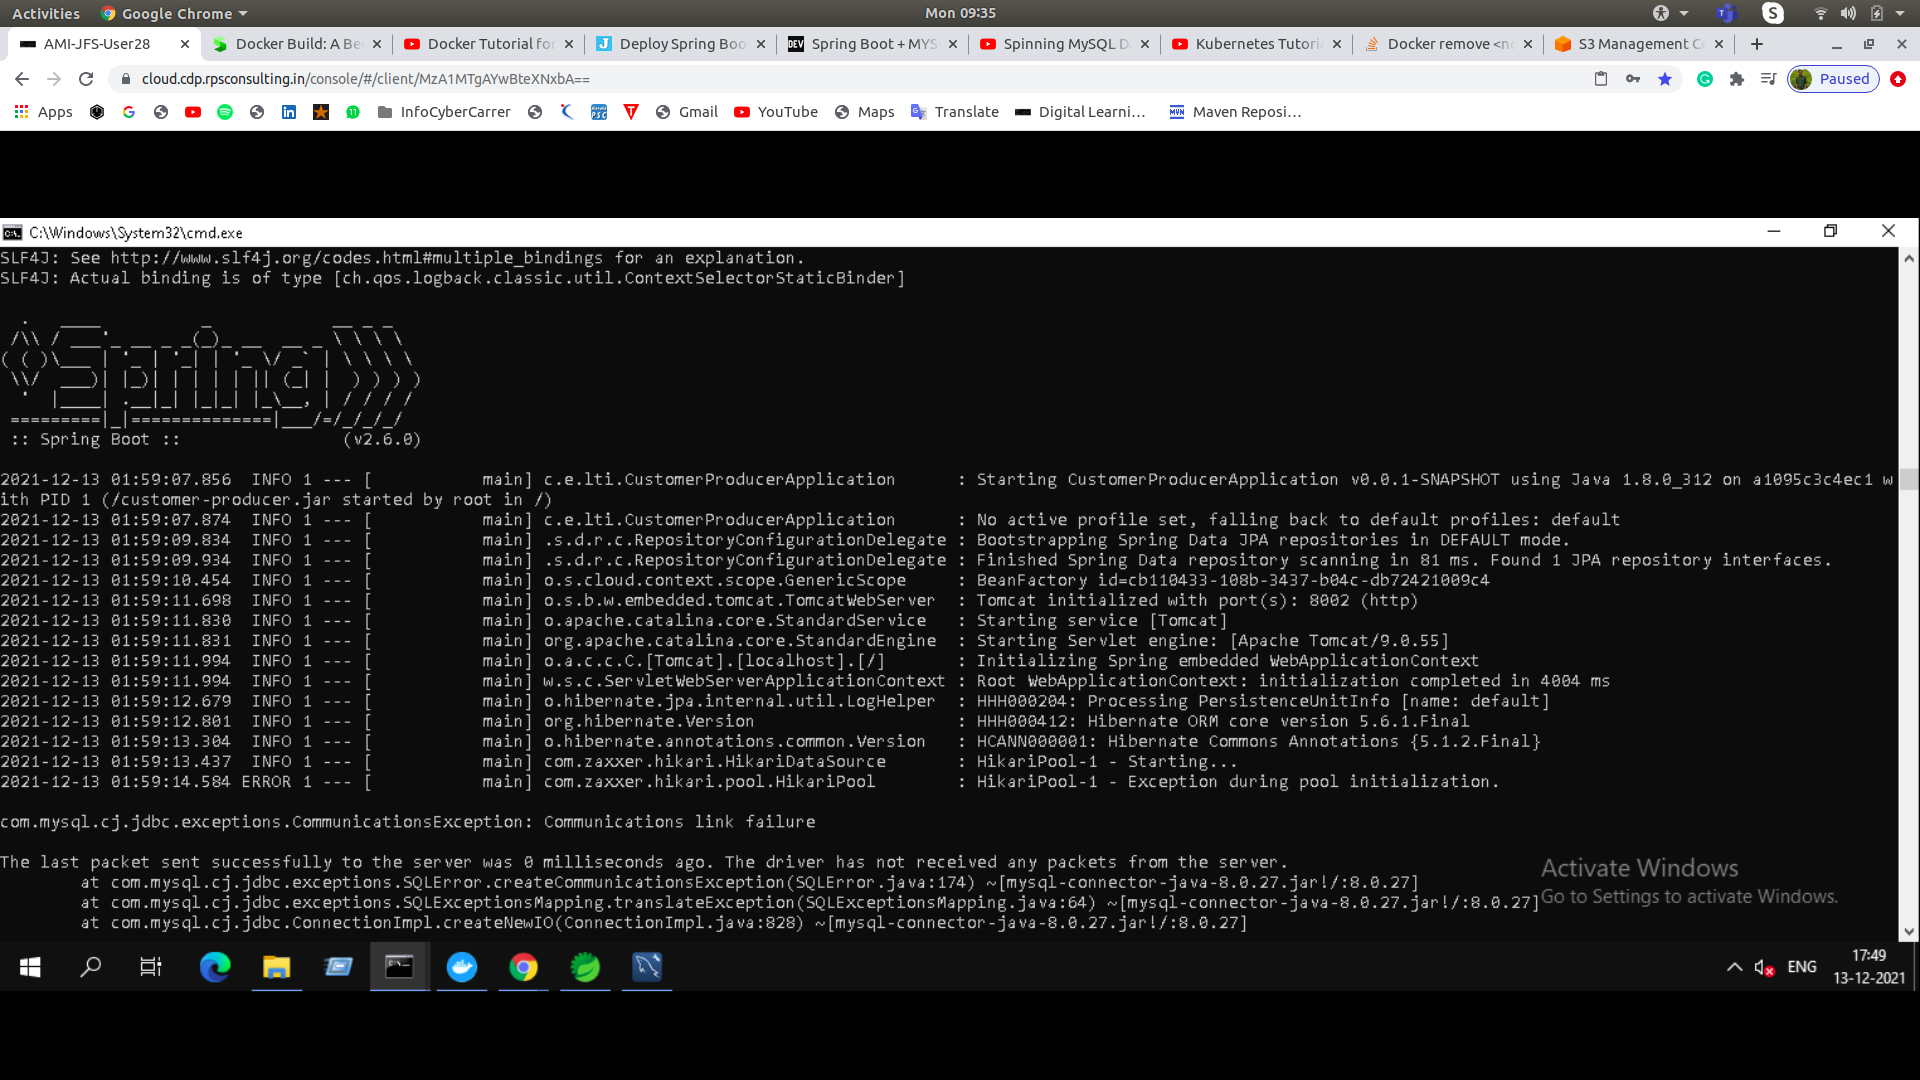 Activities Google Chrome Mon 09:35
AMI-JFS-User28 Docker Build: A Be Docker Tutorial for Deploy Spring Boo Spring Boot + MYS Spinning MySQL D Kubernetes Tutoria Docker remove <n S3 Management Co
cloud.cdp.rpsconsulting.in/console/#/client/MzA1MTgAYwBteXNxbA== Paused
Apps InfoCyberCarrer Gmail YouTube Maps Translate Digital Learni... Maven Reposi...
C:\Windows\System32\cmd.exe
SLF4J: See http://www.slf4j.org/codes.html#multiple_bindings for an explanation.
SLF4J: Actual binding is of type [ch.qos.logback.classic.util.ContextSelectorStaticBinder]
Spring
:: Spring Boot :: (v2.6.0)
2021-12-13 01:59:07.856 INFO 1 --- [ main] c.e.lti.CustomerProducerApplication : Starting CustomerProducerApplication v0.0.1-SNAPSHOT using Java 1.8.0_312 on a1095c3c4ec1 w
ith PID 1 (/customer-producer.jar started by root in /)
2021-12-13 01:59:07.874 INFO 1 --- [ main] c.e.lti.CustomerProducerApplication : No active profile set, falling back to default profiles: default
2021-12-13 01:59:09.834 INFO 1 --- [ main] .s.d.r.c.RepositoryConfigurationDelegate : Bootstrapping Spring Data JPA repositories in DEFAULT mode.
2021-12-13 01:59:09.934 INFO 1 --- [ main] .s.d.r.c.RepositoryConfigurationDelegate : Finished Spring Data repository scanning in 81 ms. Found 1 JPA repository interfaces.
2021-12-13 01:59:10.454 INFO 1 --- [ main] o.s.cloud.context.scope.GenericScope : BeanFactory id=cb110433-108b-3437-b04c-db72421009c4
2021-12-13 01:59:11.698 INFO 1 --- [ main] o.s.b.w.embedded.tomcat.TomcatWebServer : Tomcat initialized with port(s): 8002 (http)
2021-12-13 01:59:11.830 INFO 1 --- [ main] o.apache.catalina.core.StandardService : Starting service [Tomcat]
2021-12-13 01:59:11.831 INFO 1 --- [ main] org.apache.catalina.core.StandardEngine : Starting Servlet engine: [Apache Tomcat/9.0.55]
2021-12-13 01:59:11.994 INFO 1 --- [ main] o.a.c.c.C.[Tomcat].[localhost].[/] : Initializing Spring embedded WebApplicationContext
2021-12-13 01:59:11.994 INFO 1 --- [ main] w.s.c.ServletWebServerApplicationContext : Root WebApplicationContext: initialization completed in 4004 ms
2021-12-13 01:59:12.679 INFO 1 --- [ main] o.hibernate.jpa.internal.util.LogHelper : HHH000204: Processing PersistenceUnitInfo [name: default]
2021-12-13 01:59:12.801 INFO 1 --- [ main] org.hibernate.Version : HHH000412: Hibernate ORM core version 5.6.1.Final
2021-12-13 01:59:13.304 INFO 1 --- [ main] o.hibernate.annotations.common.Version : HCANN000001: Hibernate Commons Annotations {5.1.2.Final}
2021-12-13 01:59:13.437 INFO 1 --- [ main] com.zaxxer.hikari.HikariDataSource : HikariPool-1 - Starting...
2021-12-13 01:59:14.584 ERROR 1 --- [ main] com.zaxxer.hikari.pool.HikariPool : HikariPool-1 - Exception during pool initialization.
com.mysql.cj.jdbc.exceptions.CommunicationsException: Communications link failure
The last packet sent successfully to the server was 0 milliseconds ago. The driver has not received any packets from the server.
at com.mysql.cj.jdbc.exceptions.SQLError.createCommunicationsException(SQLError.java:174) ~[mysql-connector-java-8.0.27.jar!/:8.0.27]
at com.mysql.cj.jdbc.exceptions.SQLExceptionsMapping.translateException(SQLExceptionsMapping.java:64) ~[mysql-connector-java-8.0.27.jar!/:8.0.27]
at com.mysql.cj.jdbc.ConnectionImpl.createNewIO(ConnectionImpl.java:828) ~[mysql-connector-java-8.0.27.jar!/:8.0.27]
Activate Windows
Go to Settings to activate Windows.
ENG 17:49
13-12-2021